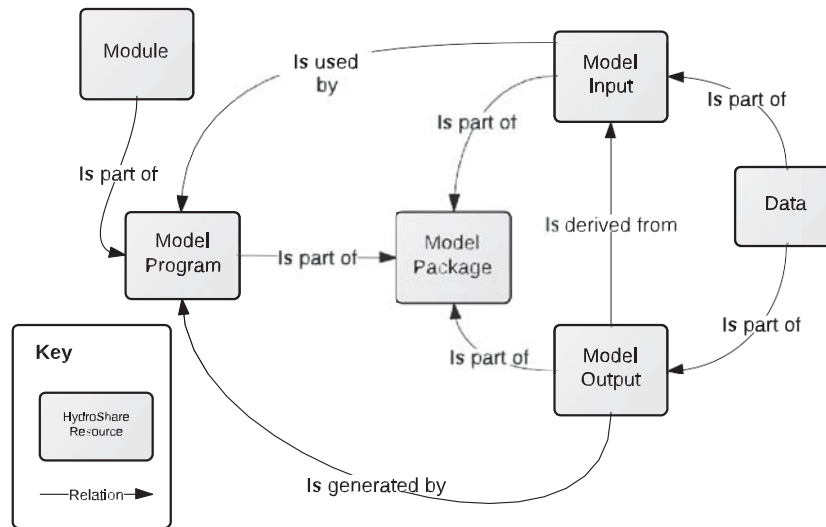 Module
Is used
by
Model
Input
Is part of
Is part of
Is part of
Data
Model
Program
Is part of
Model
Package
Is derived from
Is part of
Is part of
Model
Output
Key
HydroShare
Resource
Relation
Is generated by